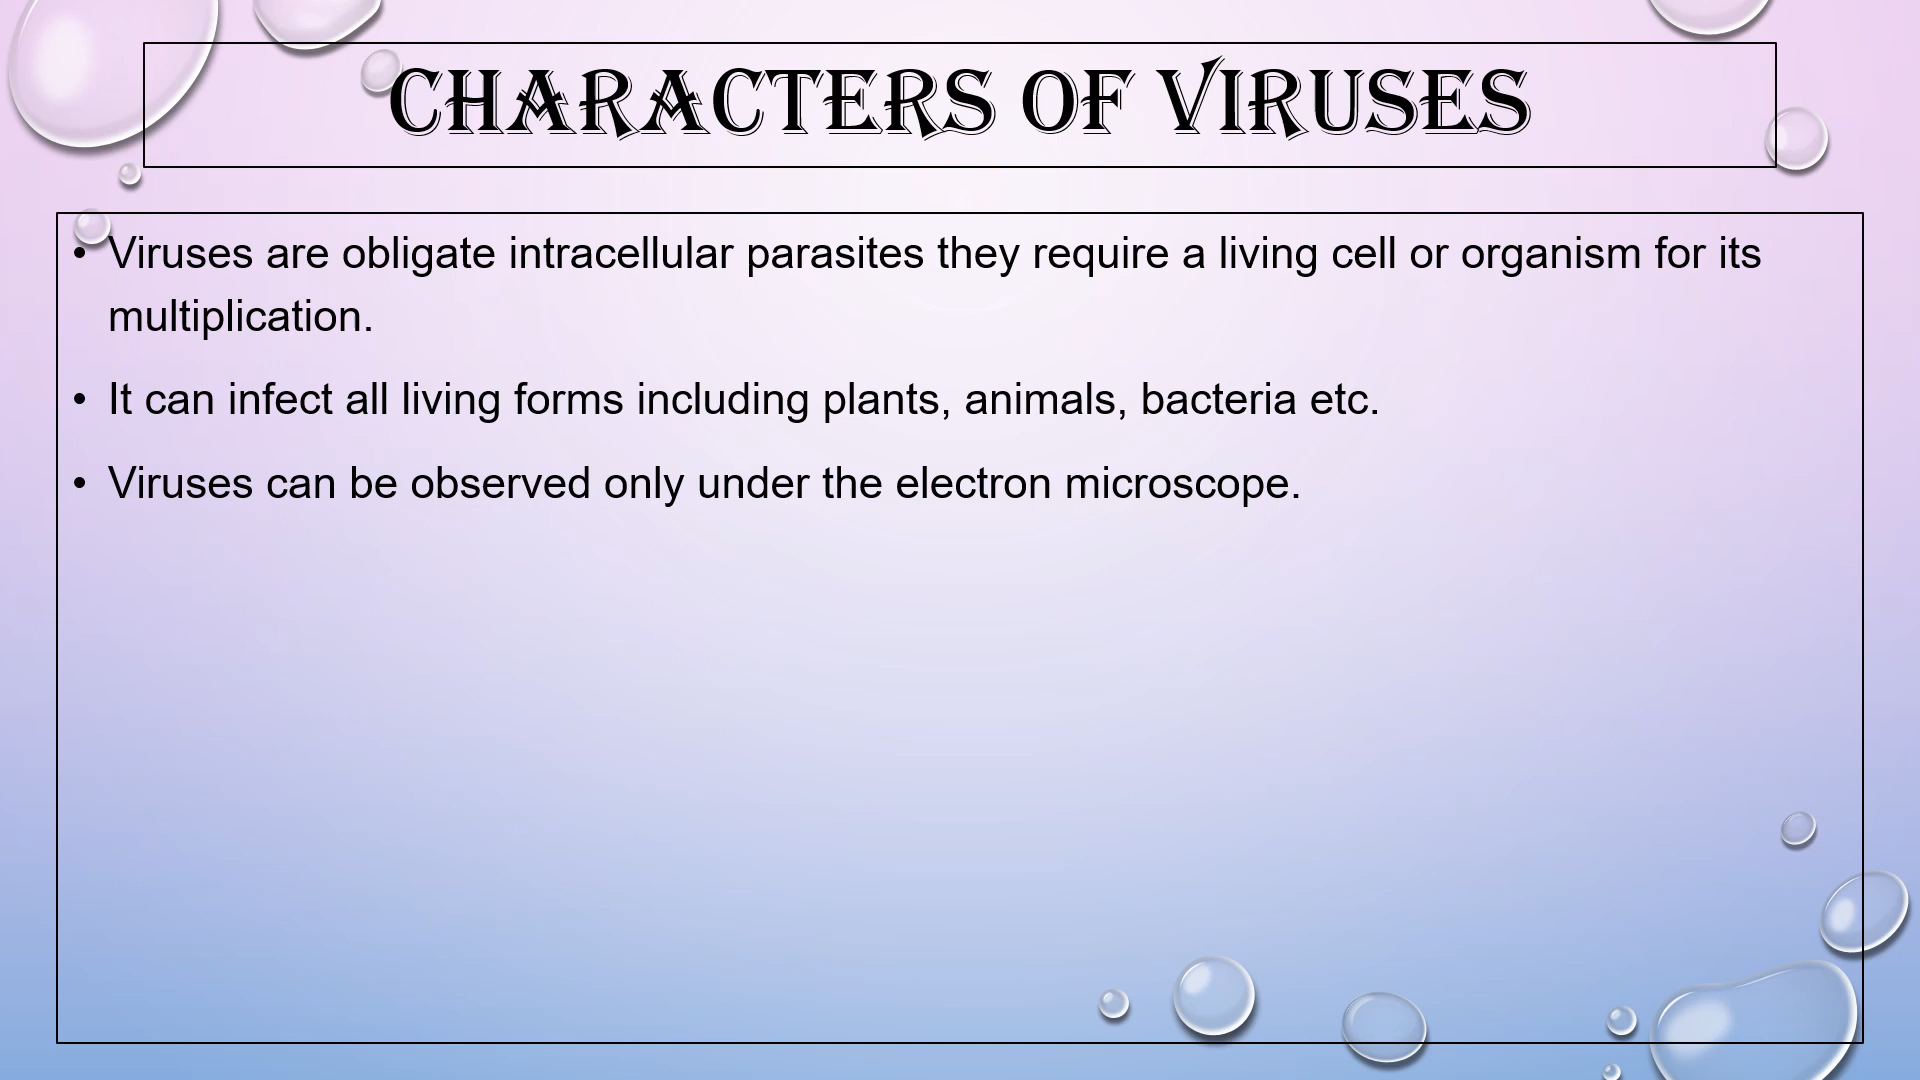 CHARACTERS OF VIRUSES
• Viruses are obligate intracellular parasites they require a living cell or organism for its
multiplication.
• It can infect all living forms including plants, animals, bacteria etc.
• Viruses can be observed only under the electron microscope.